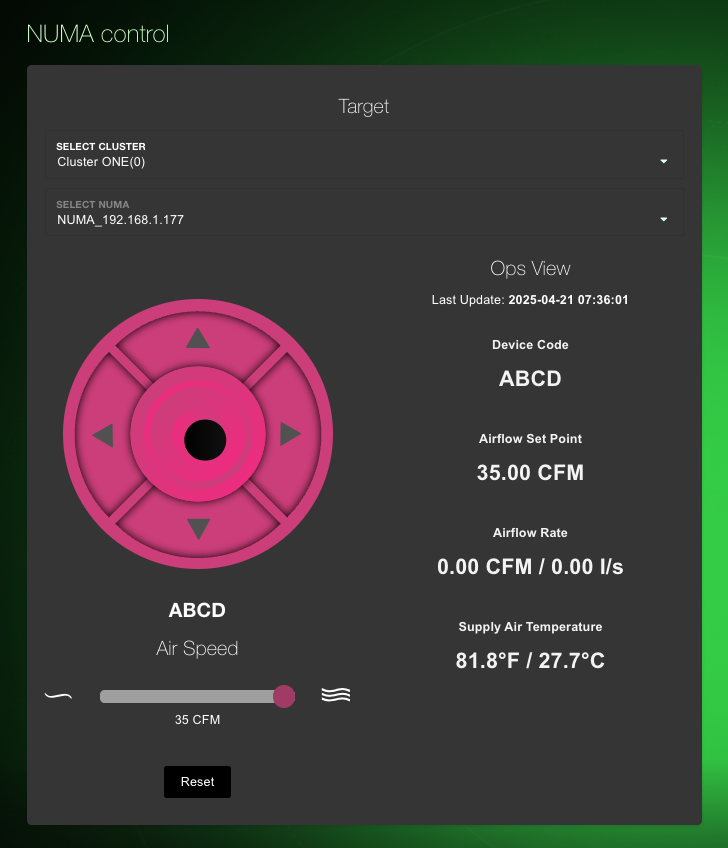 NUMA control
Target
SELECT CLUSTER
Cluster ONE(0)
SELECT NUMA
NUMA_192.168.1.177
Ops View
Last Update: 2025-04-21 07:36:01
Device Code
ABCD
Airflow Set Point
35.00 CFM
Airflow Rate
0.00 CFM / 0.00 l/s
Supply Air Temperature
81.8°F / 27.7°C
ABCD
Air Speed
35 CFM
Reset